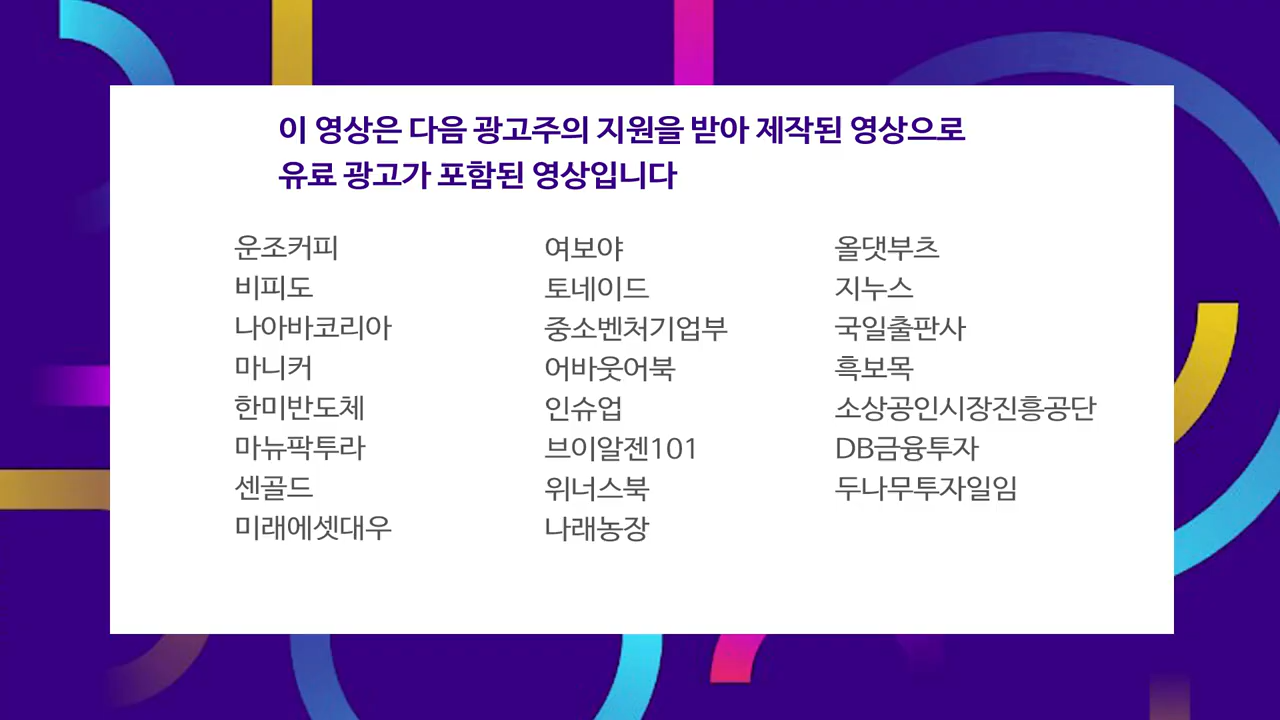 이 영상은 다음 광고주의 지원을 받아 제작된 영상으로
유료 광고가 포함된 영상입니다
운조커피
비피도
나아바코리아
마니커
한미반도체
마뉴팍투라
센골드
미래에셋대우
여보야
토네이드
중소벤처기업부
어바웃어북
인슈업
브이알젠101
위너스북
나래농장
올댓부츠
지누스
국일출판사
흑보목
소상공인시장진흥공단
DB금융투자
두나무투자일임